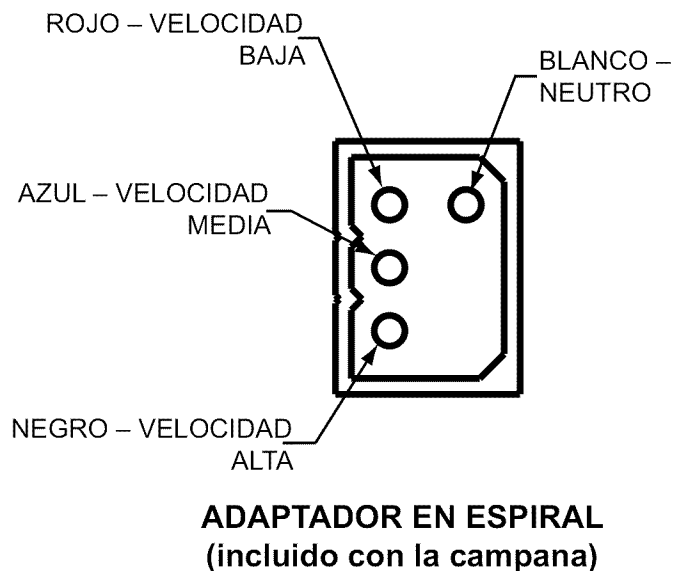 ROJO – VELOCIDAD
BAJA
BLANCO –
NEUTRO
AZUL – VELOCIDAD
MEDIA
NEGRO – VELOCIDAD
ALTA
ADAPTADOR EN ESPIRAL
(incluido con la campana)